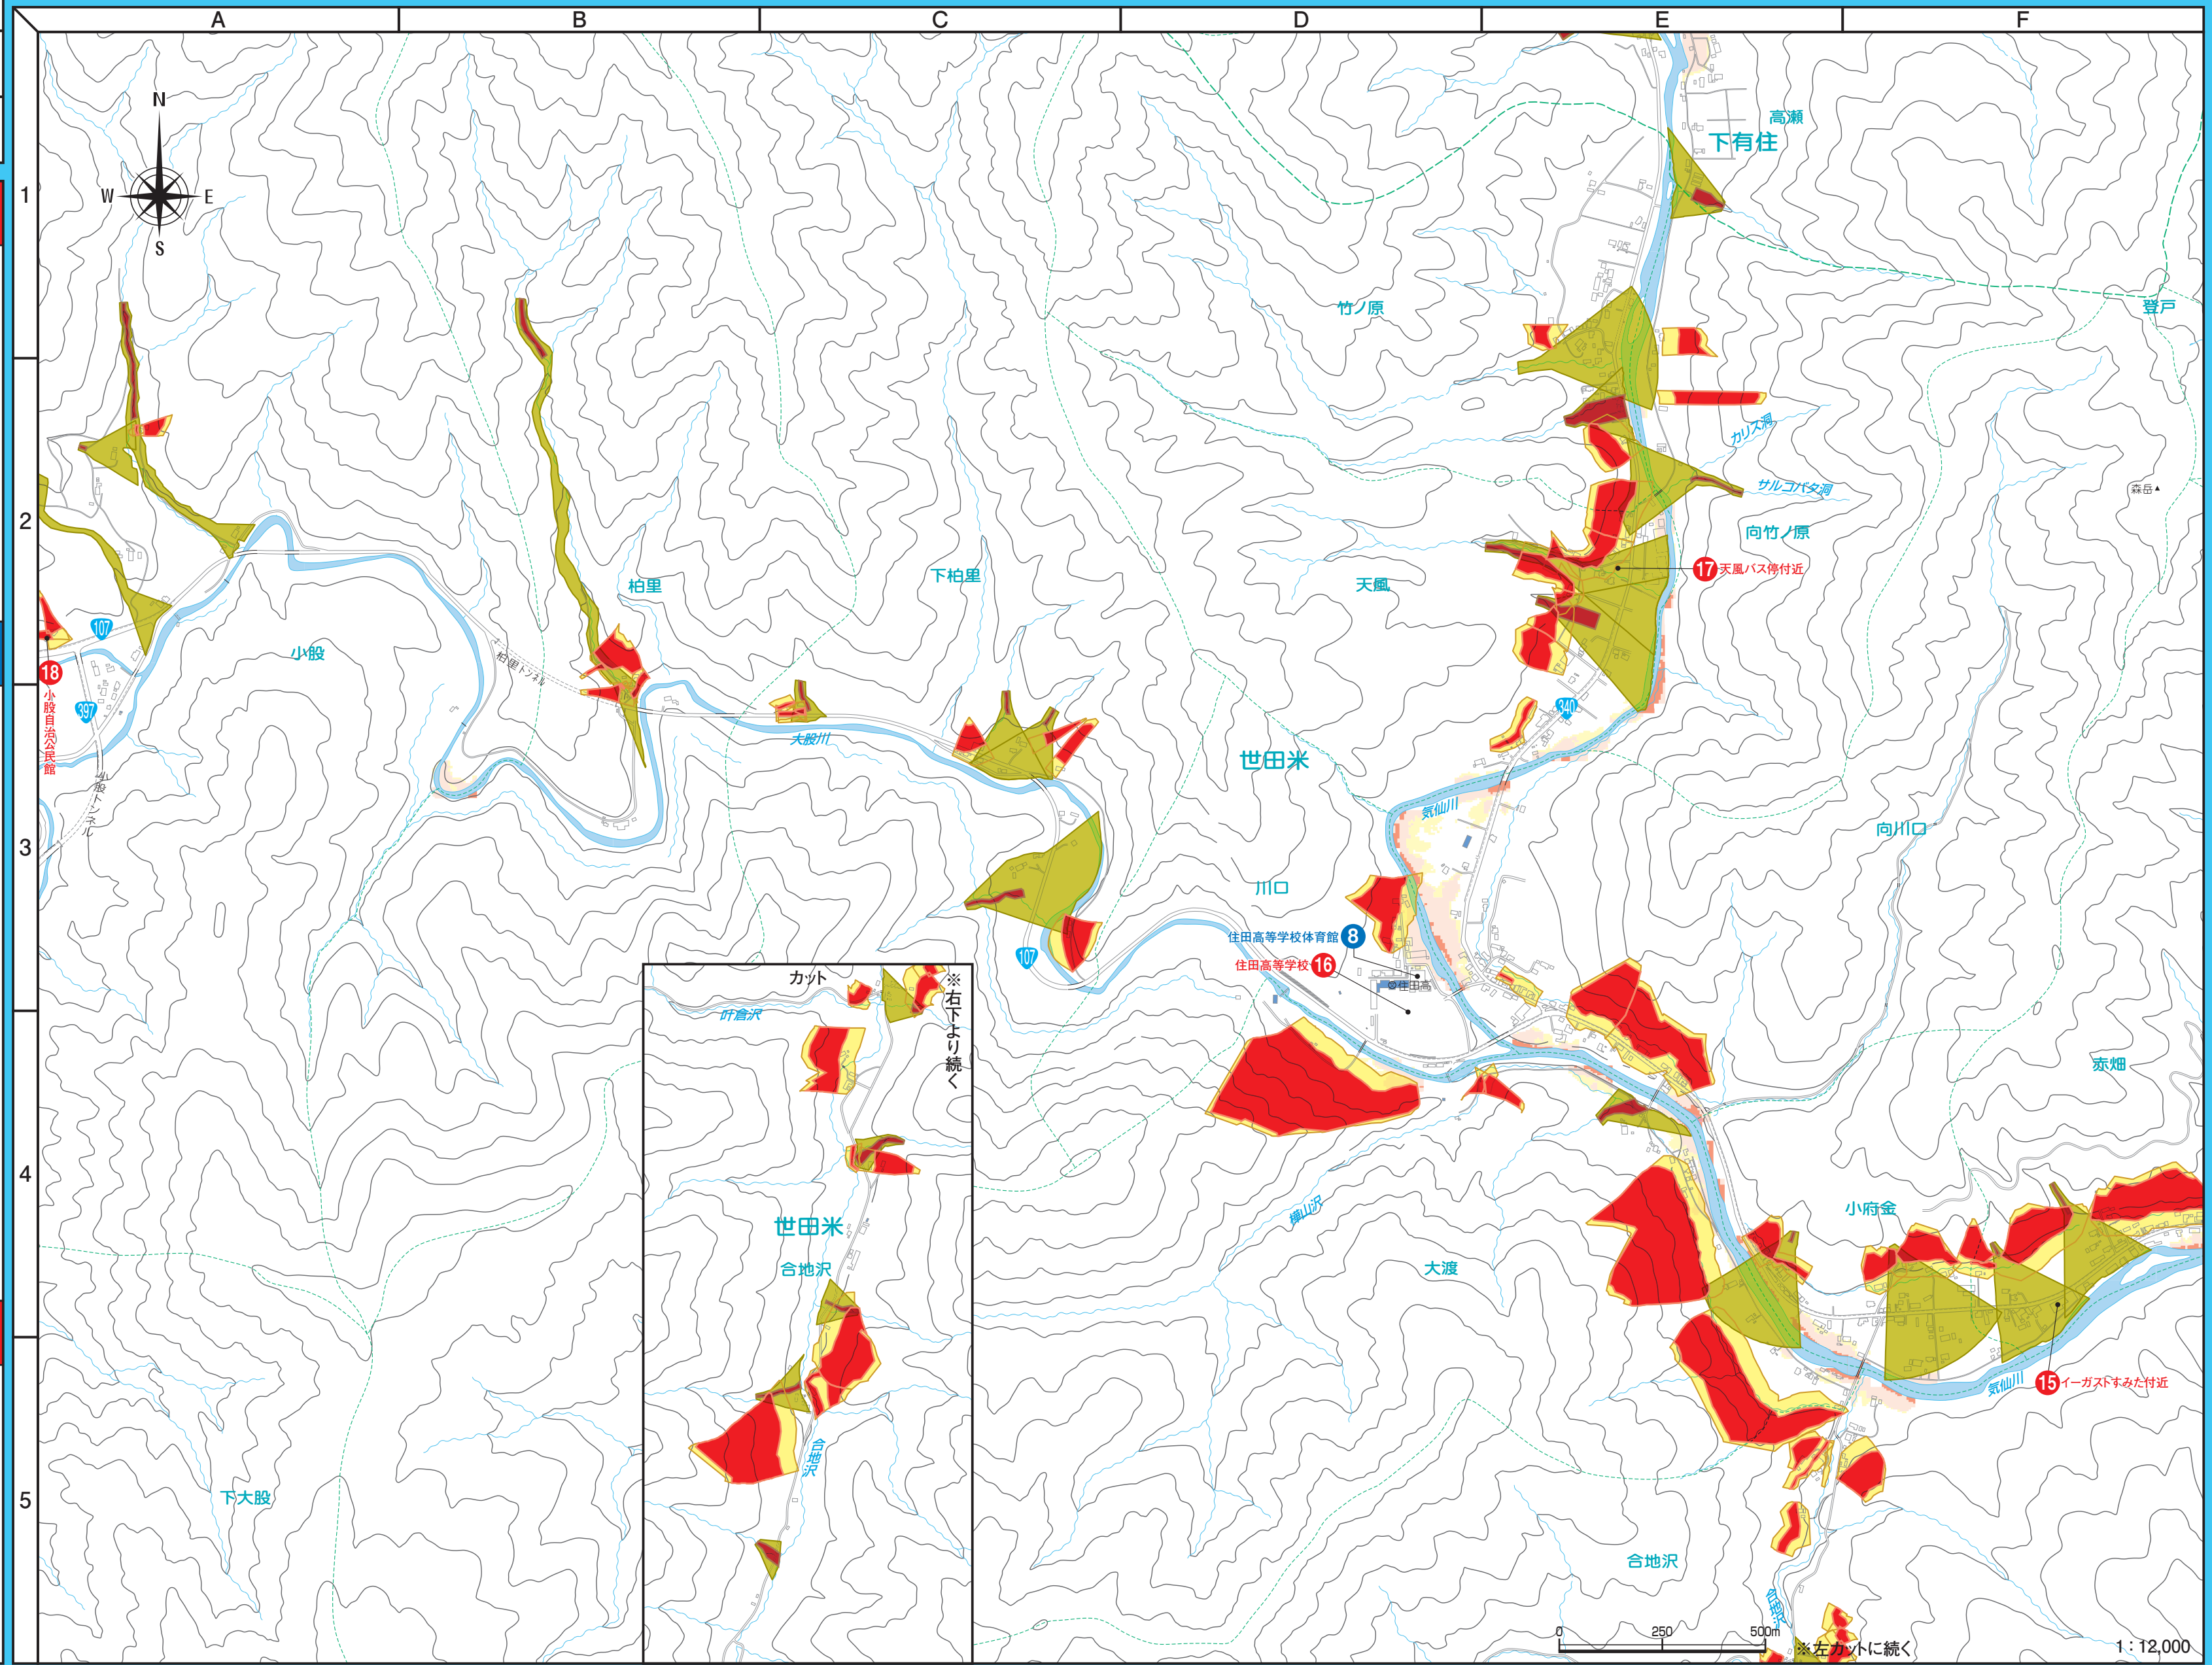 A
B
C
D
E
F
1
2
3
4
5
N
W
E
S
高瀬
下有住
竹ノ原
登戸
カリス洞
サルコバタ洞
森岳▲
向竹ノ原
17 天風バス停付近
天風
下柏里
柏里
柏里トンネル
小股
107
18
小股自治公民館
397
小股トンネル
大股川
340
世田米
気仙川
向川口
川口
住田高等学校体育館 8
住田高等学校 16
住田高
107
カット
※右下より続く
叶倉沢
赤畑
世田米
合地沢
樺山沢
小府金
大渡
気仙川
15 イーガストすみた付近
合地沢
下大股
合地沢
合地沢
0 250 500m
※左カットに続く
1：12,000